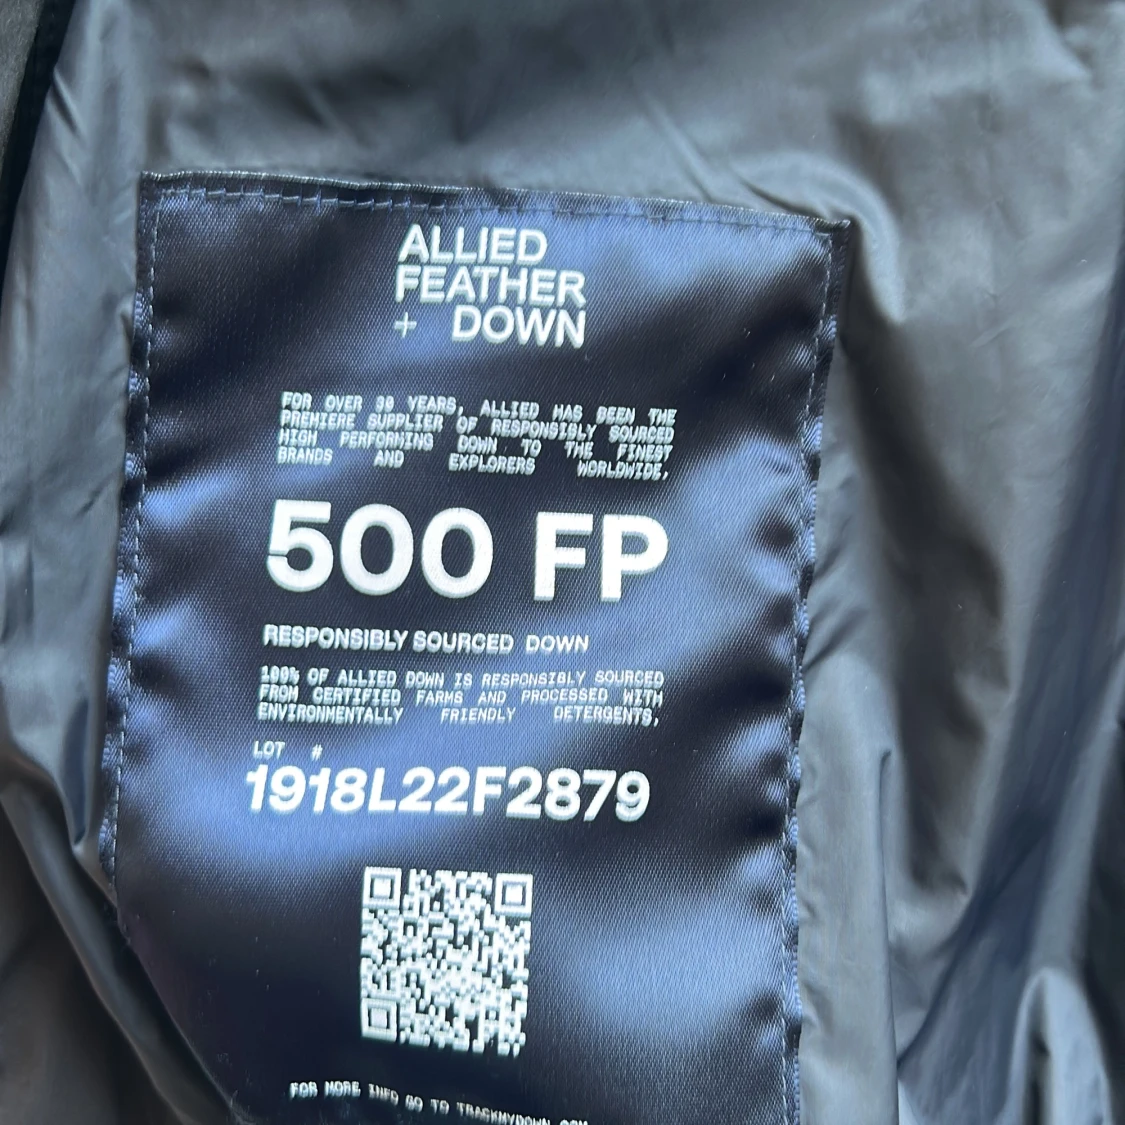 ALLIED
FEATHER
+ DOWN
FOR OVER 30 YEARS, ALLIED HAS BEEN THE
PREMIERE SUPPLIER OF RESPONSIBLY SOURCED
HIGH PERFORMING DOWN TO THE FINEST
BRANDS AND EXPLORERS WORLDWIDE.
500 FP
RESPONSIBLY SOURCED DOWN
100% OF ALLIED DOWN IS RESPONSIBLY SOURCED
FROM CERTIFIED FARMS AND PROCESSED WITH
ENVIRONMENTALLY FRIENDLY DETERGENTS.
LOT #
1918L22F2879
FOR MORE INFO GO TO TRACKMYDOWN.COM